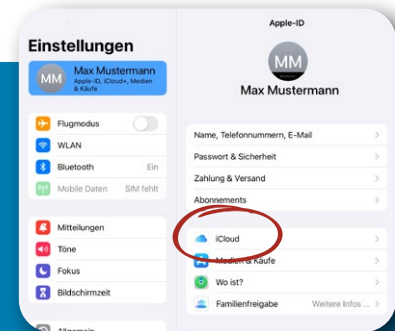 Einstellungen
MM
Max Mustermann
Apple-ID, iCloud+, Medien
& Käufe
Flugmodus
WLAN
Bluetooth Ein
Mobile Daten SIM fehlt
Mitteilungen
Töne
Fokus
Bildschirmzeit
Allgemein
Apple-ID
MM
Max Mustermann
Name, Telefonnummern, E-Mail
Passwort & Sicherheit
Zahlung & Versand
Abonnements
iCloud
Medien & Käufe
Wo ist?
Familienfreigabe Weitere Infos ...